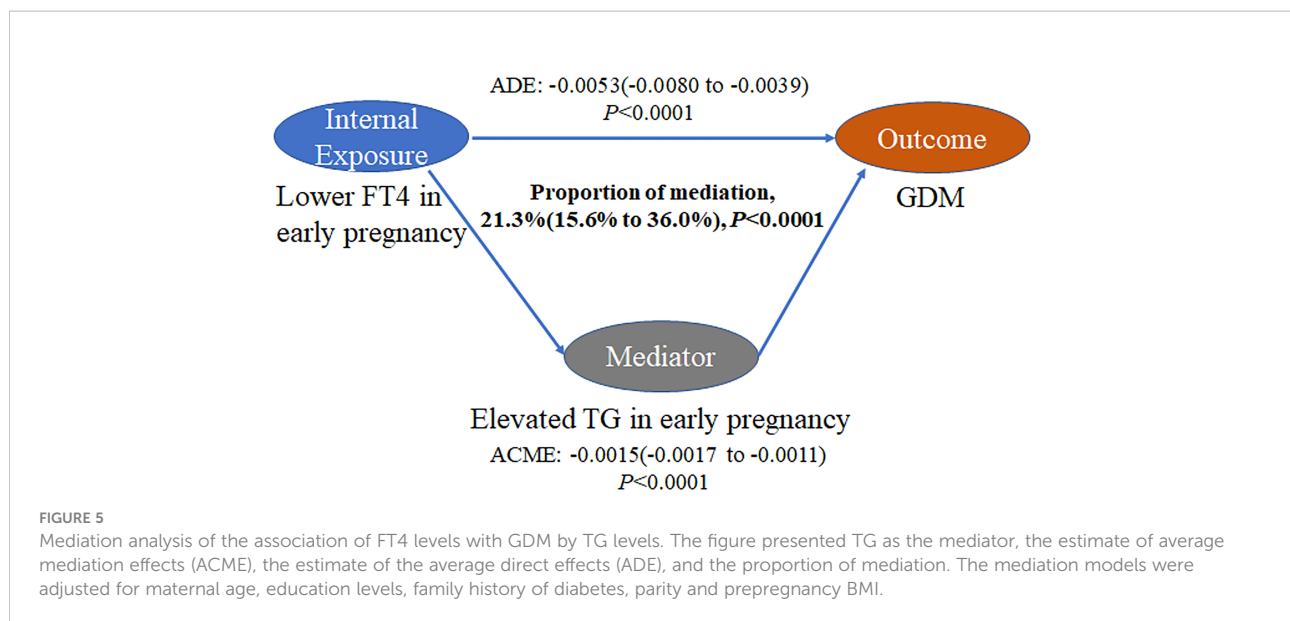 ADE: -0.0053(-0.0080 to -0.0039)
P<0.0001
Internal
Exposure
Outcome
Lower FT4 in
early pregnancy
GDM
Proportion of mediation,
21.3%(15.6% to 36.0%), P<0.0001
Mediator
Elevated TG in early pregnancy
ACME: -0.0015(-0.0017 to -0.0011)
P<0.0001
FIGURE 5
Mediation analysis of the association of FT4 levels with GDM by TG levels. The figure presented TG as the mediator, the estimate of average
mediation effects (ACME), the estimate of the average direct effects (ADE), and the proportion of mediation. The mediation models were
adjusted for maternal age, education levels, family history of diabetes, parity and prepregnancy BMI.